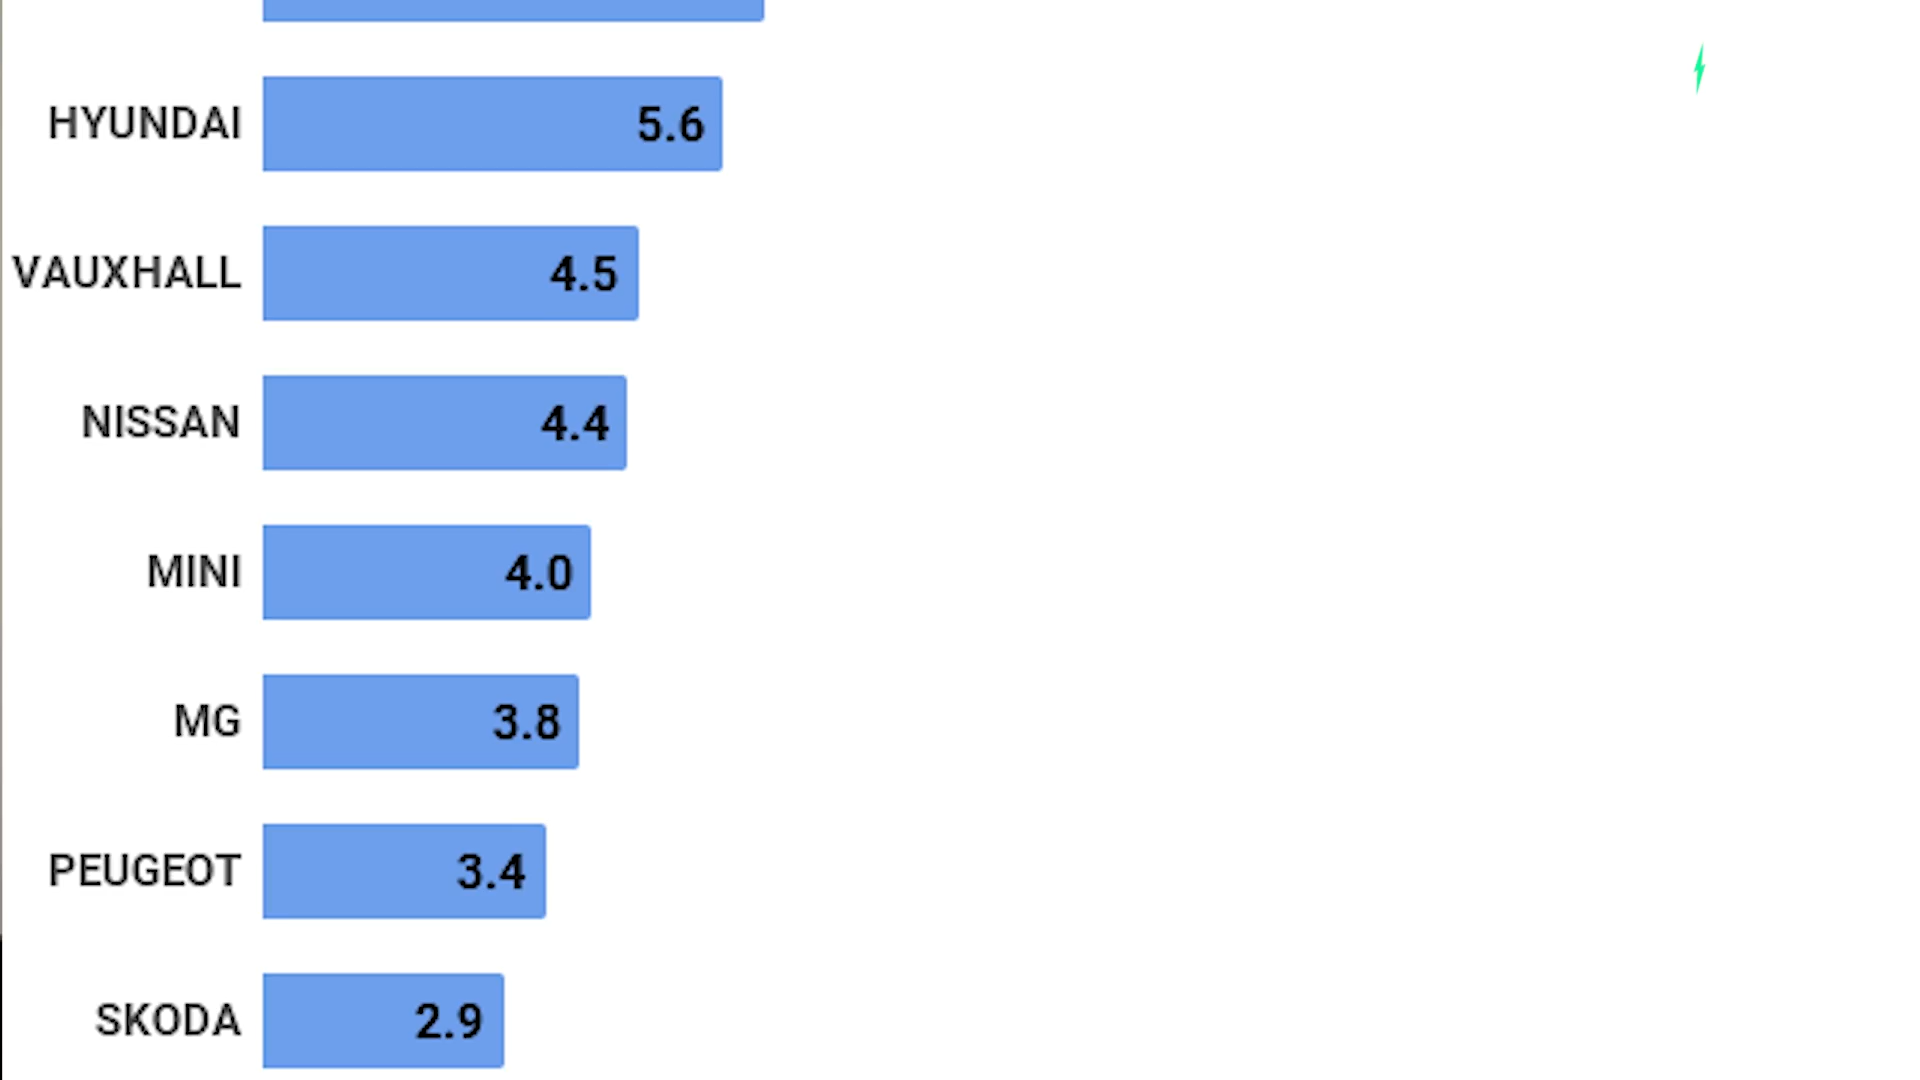 HYUNDAI 5.6
VAUXHALL 4.5
NISSAN 4.4
MINI 4.0
MG 3.8
PEUGEOT 3.4
SKODA 2.9